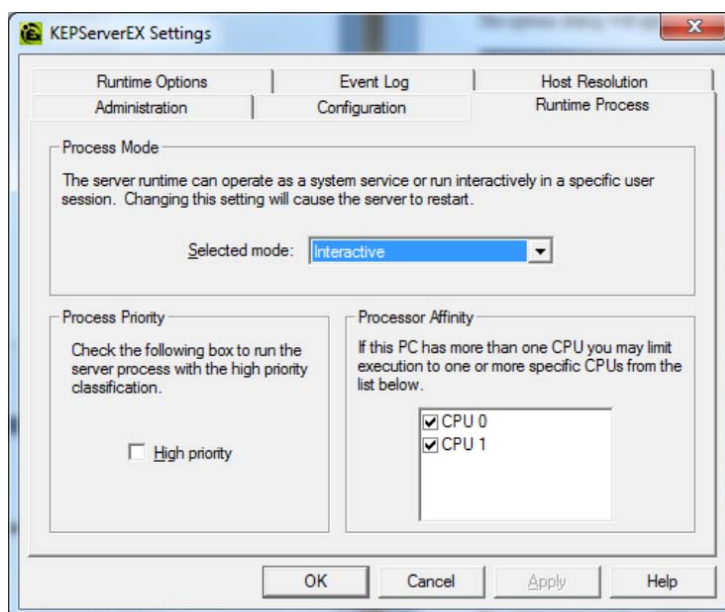 KEPServerEX Settings
Runtime Options
Event Log
Host Resolution
Administration
Configuration
Runtime Process
Process Mode
The server runtime can operate as a system service or run interactively in a specific user
session. Changing this setting will cause the server to restart.
Selected mode:
Interactive
Process Priority
Check the following box to run the
server process with the high priority
classification.
High priority
Processor Affinity
If this PC has more than one CPU you may limit
execution to one or more specific CPUs from the
list below.
CPU 0
CPU 1
OK
Cancel
Apply
Help